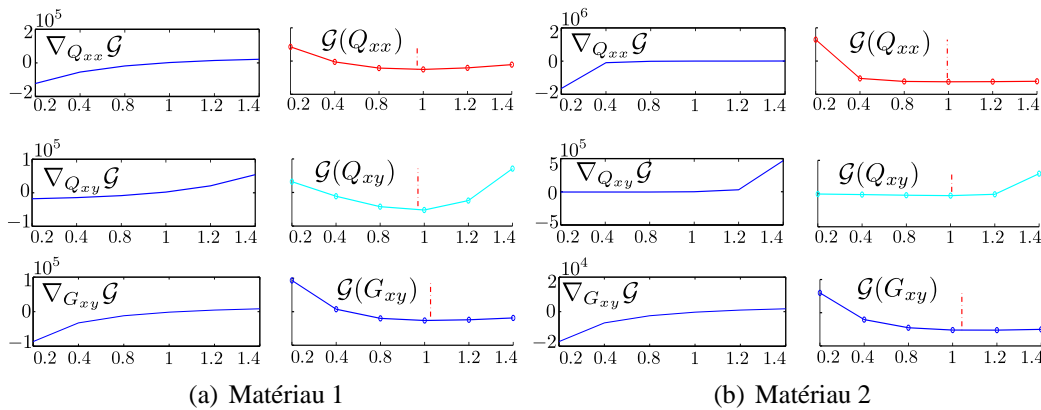 10^5
2
0
−2
∇_{Q_{xx}} G
0.2 0.4 0.8 1 1.2 1.4
G(Q_{xx})
0.2 0.4 0.8 1 1.2 1.4
10^6
2
0
−2
∇_{Q_{xx}} G
0.2 0.4 0.8 1 1.2 1.4
G(Q_{xx})
0.2 0.4 0.8 1 1.2 1.4
10^5
1
0
−1
∇_{Q_{xy}} G
0.2 0.4 0.8 1 1.2 1.4
G(Q_{xy})
0.2 0.4 0.8 1 1.2 1.4
10^5
5
0
−5
∇_{Q_{xy}} G
0.2 0.4 0.8 1 1.2 1.4
G(Q_{xy})
0.2 0.4 0.8 1 1.2 1.4
10^5
1
0
−1
∇_{G_{xy}} G
0.2 0.4 0.8 1 1.2 1.4
G(G_{xy})
0.2 0.4 0.8 1 1.2 1.4
10^4
2
0
−2
∇_{G_{xy}} G
0.2 0.4 0.8 1 1.2 1.4
G(G_{xy})
0.2 0.4 0.8 1 1.2 1.4
(a) Matériau 1
(b) Matériau 2